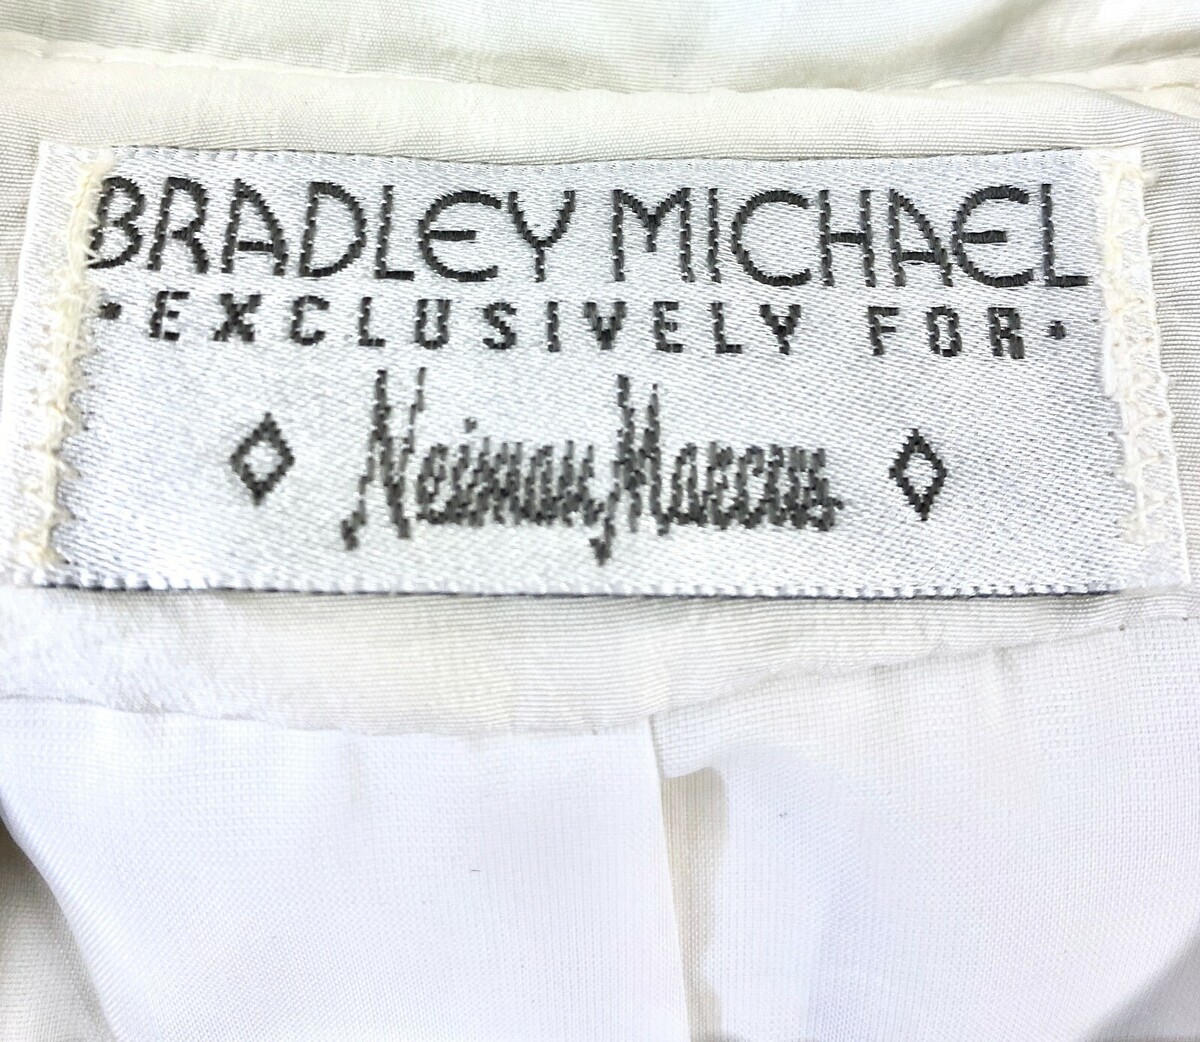 BRADLEY MICHAEL
·EXCLUSIVELY FOR·
Neiman Marcus